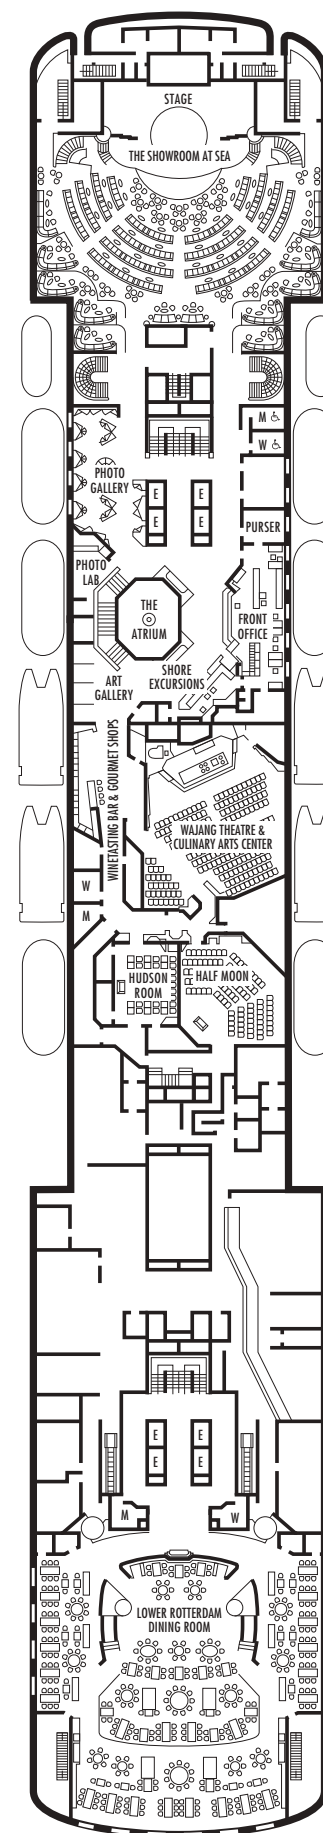 STAGE
THE SHOWROOM AT SEA
M
W
PHOTO
GALLERY
E
E
E
E
PURSER
PHOTO
LAB
THE
ATRIUM
FRONT
OFFICE
ART
GALLERY
SHORE
EXCURSIONS
WINETASTING BAR & GOURMET SHOPS
WAJANG THEATRE &
CULINARY ARTS CENTER
W
M
HUDSON
ROOM
HALF MOON
E
E
E
E
M
W
LOWER ROTTERDAM
DINING ROOM